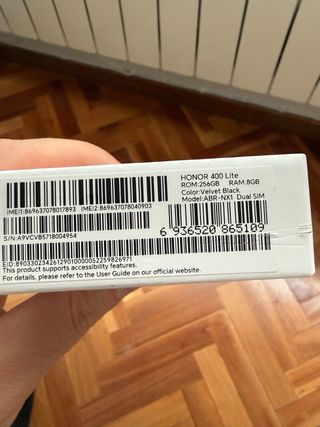 HONOR 400 Lite
ROM:256GB RAM:8GB
Color:Velvet Black
Model:ABR-NX1 Dual SIM
IMEI1:869637078017893 IMEI2:869637078040903
S/N:A9VCVB5718004954
6 936520 865109
EID:89033023426129010000052259826971
This product supports accessibility features.
For details, please refer to the User Guide on our official website.